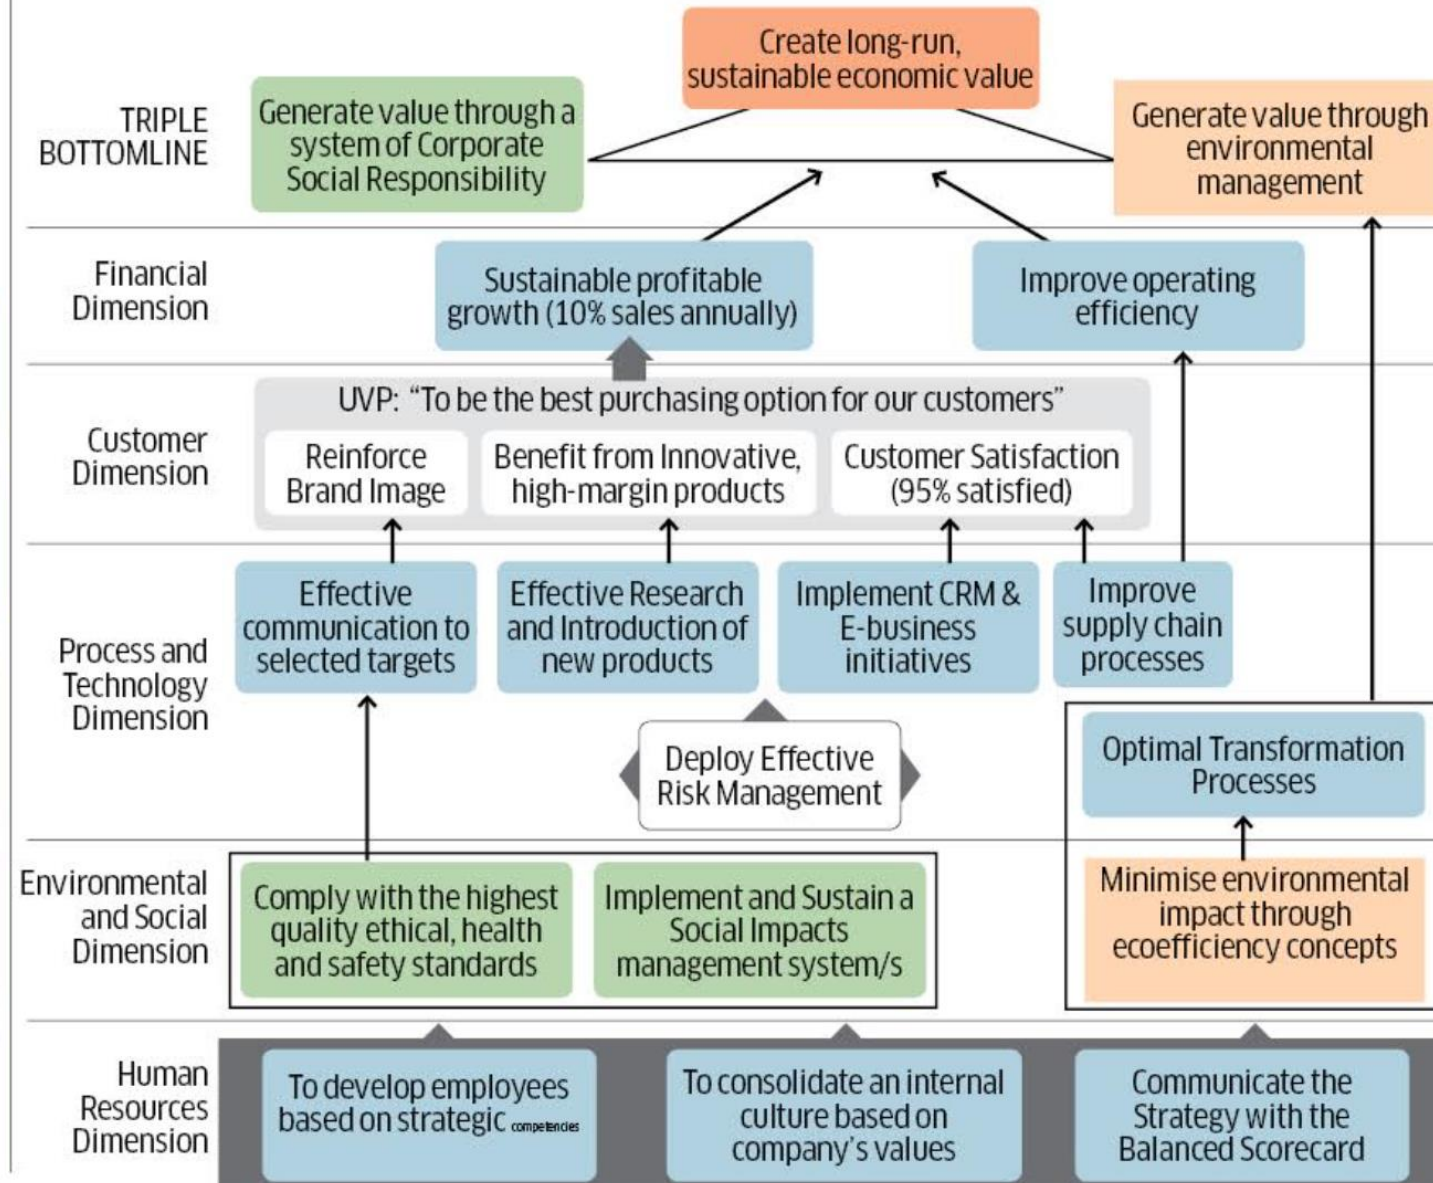 Create long-run,
sustainable economic value
TRIPLE
BOTTOMLINE
Generate value through a
system of Corporate
Social Responsibility
Generate value through
environmental
management
Financial
Dimension
Sustainable profitable
growth (10% sales annually)
Improve operating
efficiency
Customer
Dimension
UVP: “To be the best purchasing option for our customers”
Reinforce
Brand Image
Benefit from Innovative,
high-margin products
Customer Satisfaction
(95% satisfied)
Process and
Technology
Dimension
Effective
communication to
selected targets
Effective Research
and Introduction of
new products
Implement CRM &
E-business
initiatives
Improve
supply chain
processes
Deploy Effective
Risk Management
Optimal Transformation
Processes
Environmental
and Social
Dimension
Comply with the highest
quality ethical, health
and safety standards
Implement and Sustain a
Social Impacts
management system/s
Minimise environmental
impact through
ecoefficiency concepts
Human
Resources
Dimension
To develop employees
based on strategic competencies
To consolidate an internal
culture based on
company’s values
Communicate the
Strategy with the
Balanced Scorecard